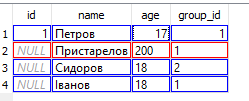 id name age group_id
1 1 Петров 17 1
2 NULL Пристарелов 200 1
3 NULL Сидоров 18 2
4 NULL Іванов 18 1